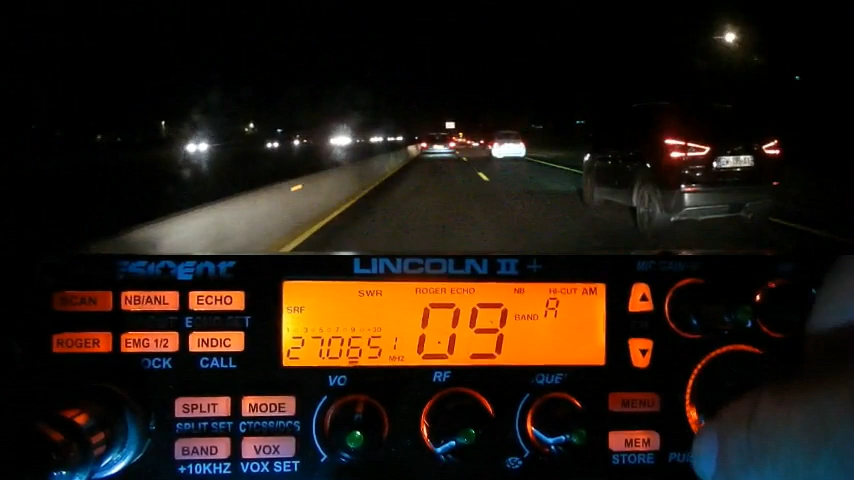 LINCOLN II +
SCAN NB/ANL ECHO
ROGER EMG 1/2 INDIC
CALL
SWR ROGER ECHO NB HI-CUT AM
SRF
BAND A
27.0651 MHZ 09
RF
SPLIT MODE
SPLIT SET CTCSS/DCS
BAND VOX
+10KHZ VOX SET
MENU
MEM
STORE